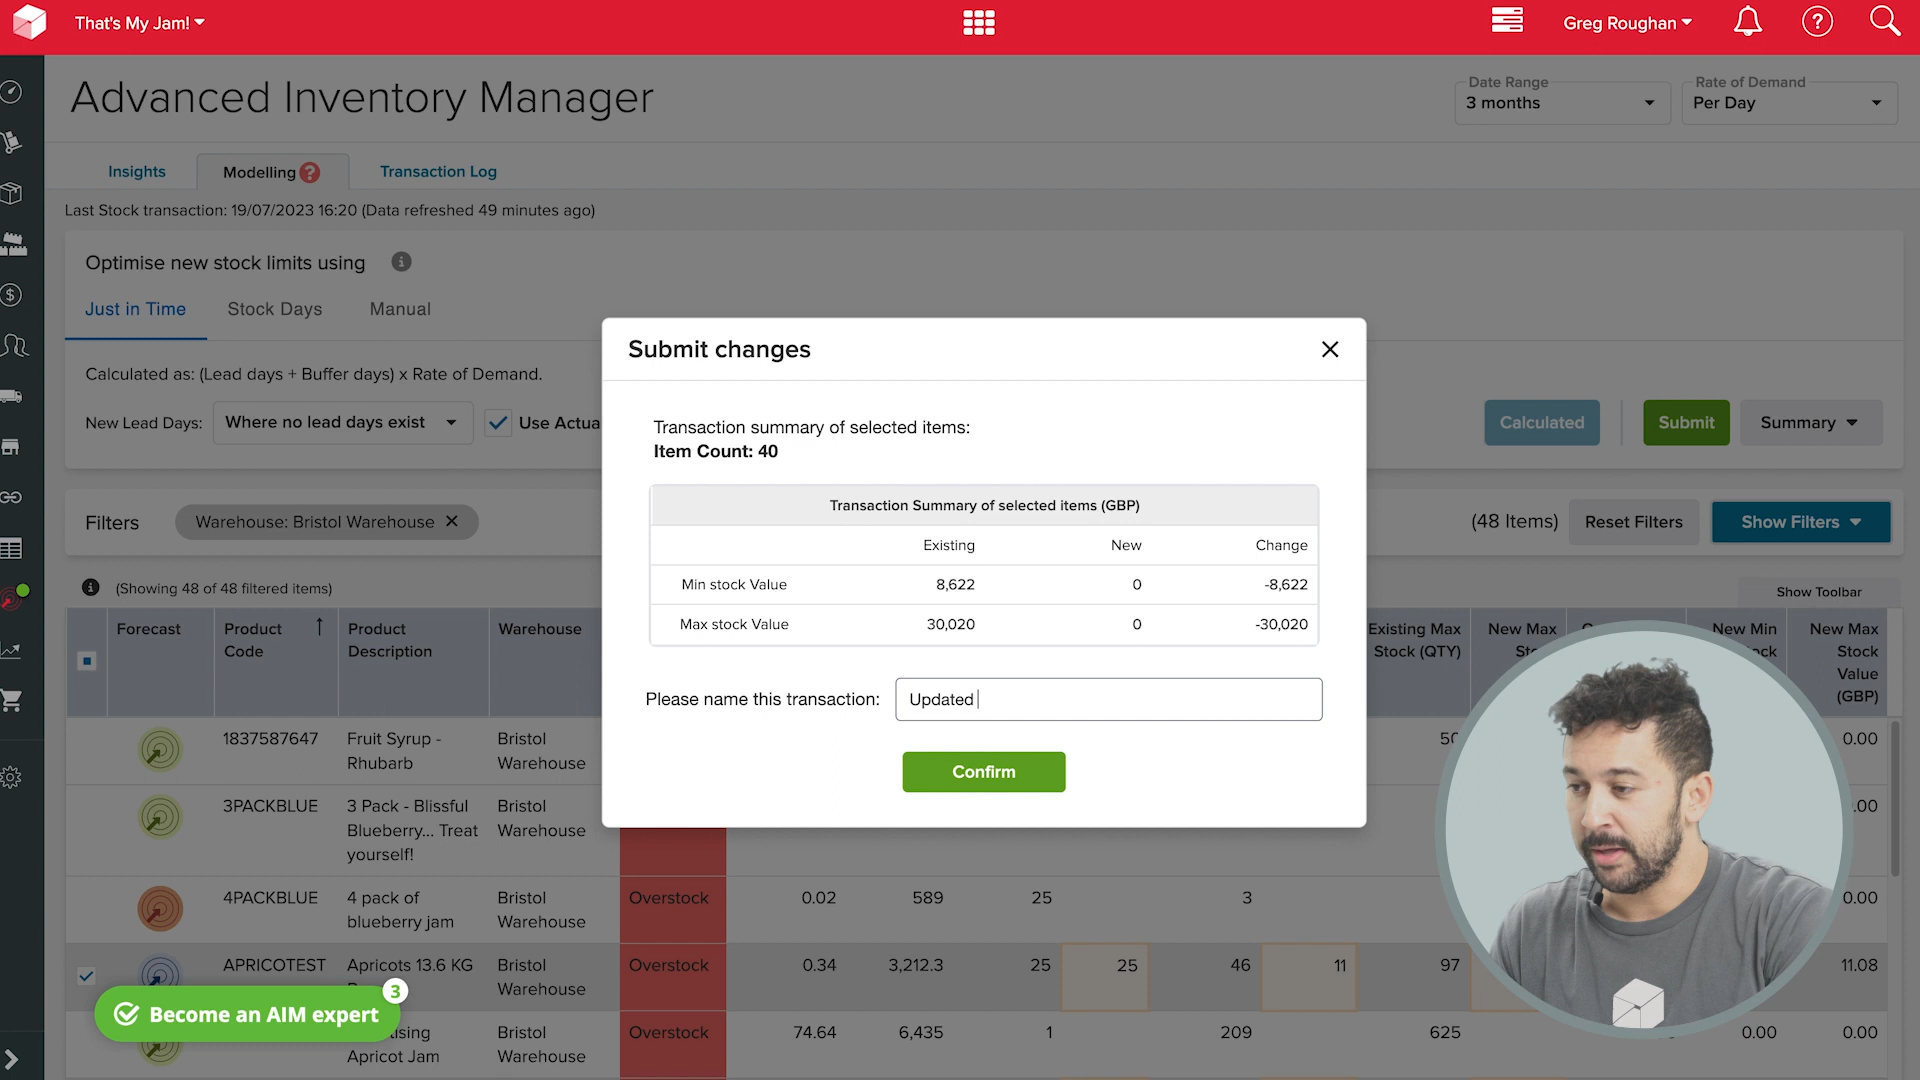 That's My Jam!
Greg Roughan
?
Advanced Inventory Manager
Date Range
3 months
Rate of Demand
Per Day
Insights
Modelling ?
Transaction Log
Last Stock transaction: 19/07/2023 16:20 (Data refreshed 49 minutes ago)
Optimise new stock limits using
Just in Time
Stock Days
Manual
Calculated as: (Lead days + Buffer days) x Rate of Demand.
New Lead Days:
Where no lead days exist
Use Actua
Calculated
Submit
Summary
Filters
Warehouse: Bristol Warehouse
(48 Items)
Reset Filters
Show Filters
(Showing 48 of 48 filtered items)
Show Toolbar
Submit changes
Transaction summary of selected items:
Item Count: 40
Transaction Summary of selected items (GBP)
Existing New Change
Min stock Value 8,622 0 -8,622
Max stock Value 30,020 0 -30,020
Please name this transaction:
Updated
Confirm
Forecast
Product
Code
Product
Description
Warehouse
Existing Max
Stock (QTY)
New Max
New Min
New Max
Stock
Value
(GBP)
1837587647
Fruit Syrup -
Rhubarb
Bristol
Warehouse
0.00
3PACKBLUE
3 Pack - Blissful
Blueberry... Treat
yourself!
Bristol
Warehouse
.00
4PACKBLUE
4 pack of
blueberry jam
Bristol
Warehouse
Overstock
0.02
589
25
3
0.00
APRICOTEST
Apricots 13.6 KG
Bristol
Warehouse
Overstock
0.34
3,212.3
25
25
46
11
97
11.08
Apricot Jam
Bristol
Warehouse
Overstock
74.64
6,435
1
209
625
0.00
0.00
Become an AIM expert
3